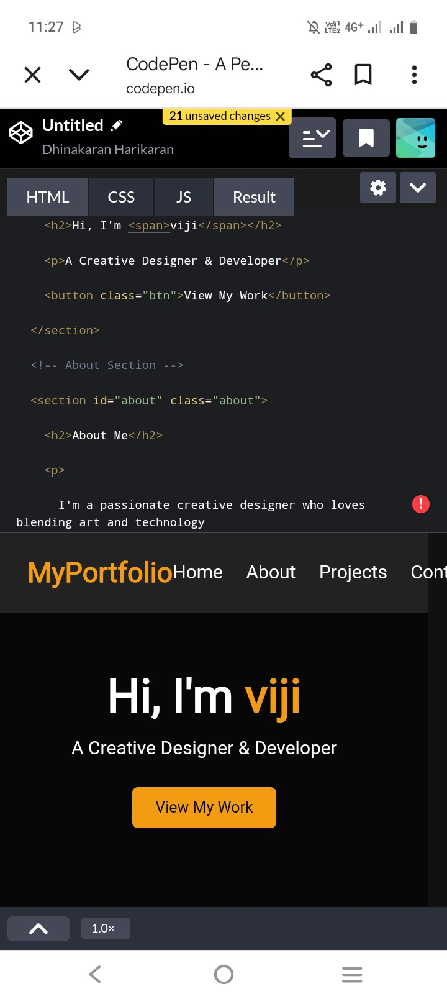 11:27
Vo))1 LTE2 4G+
CodePen - A Pe...
codepen.io
21 unsaved changes
Untitled
Dhinakaran Harikaran
HTML CSS JS Result
<h2>Hi, I'm <span>viji</span></h2>
<p>A Creative Designer & Developer</p>
<button class="btn">View My Work</button>
</section>
<!-- About Section -->
<section id="about" class="about">
<h2>About Me</h2>
<p>
I'm a passionate creative designer who loves
blending art and technology
MyPortfolioHome About Projects Cont
Hi, I'm viji
A Creative Designer & Developer
View My Work
1.0×